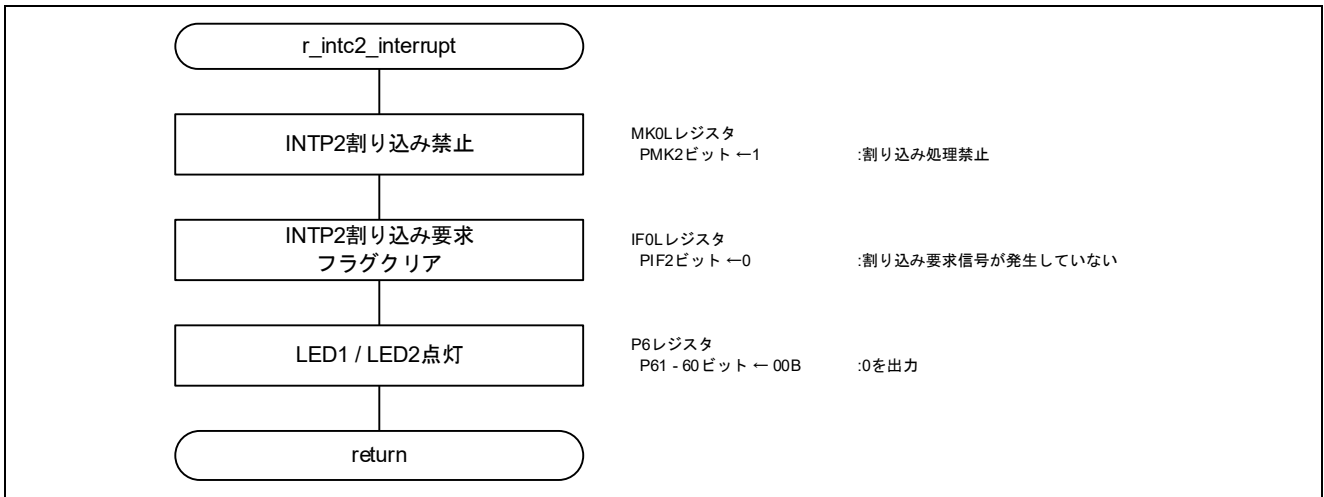 r_intc2_interrupt
INTP2割り込み禁止
MK0Lレジスタ
PMK2ビット ←1 :割り込み処理禁止
INTP2割り込み要求
フラグクリア
IF0Lレジスタ
PIF2ビット ←0 :割り込み要求信号が発生していない
LED1 / LED2点灯
P6レジスタ
P61 - 60ビット ← 00B :0を出力
return